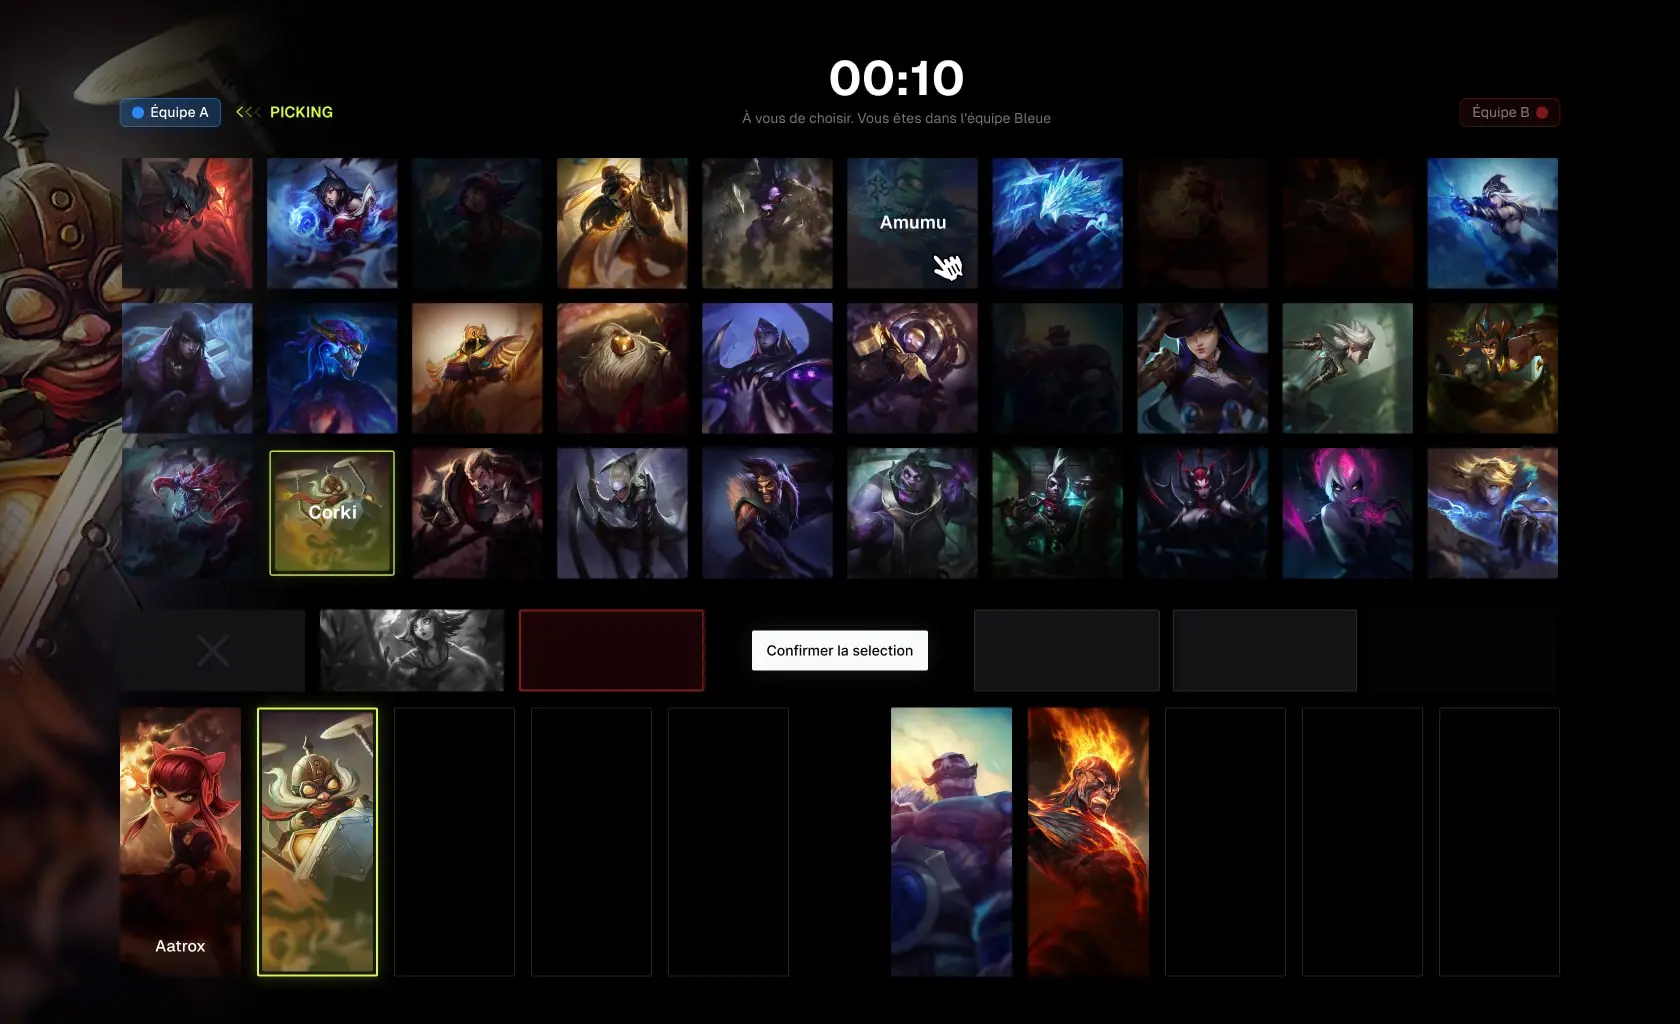 00:10
Équipe A
PICKING
À vous de choisir. Vous êtes dans l'équipe Bleue
Équipe B
Amumu
Corki
Confirmer la selection
Aatrox